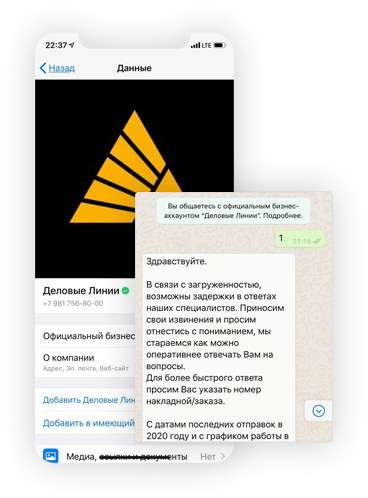 22:37
LTE
Назад
Данные
Деловые Линии
+7 981 756-80-00
Официальный бизнес
О компании
Адрес, Эл. почта, Веб-сайт
Добавить Деловые Лин
Добавить в имеющий
Медиа, ссылки и документы
Нет
Вы общаетесь с официальным бизнес-
аккаунтом "Деловые Линии". Подробнее.
1
21:16
Здравствуйте.
В связи с загруженностью,
возможны задержки в ответах
наших специалистов. Приносим
свои извинения и просим
отнестись с пониманием, мы
стараемся как можно
оперативнее отвечать Вам на
вопросы.
Для более быстрого ответа
просим Вас указать номер
накладной/заказа.
С датами последних отправок в
2020 году и с графиком работы в